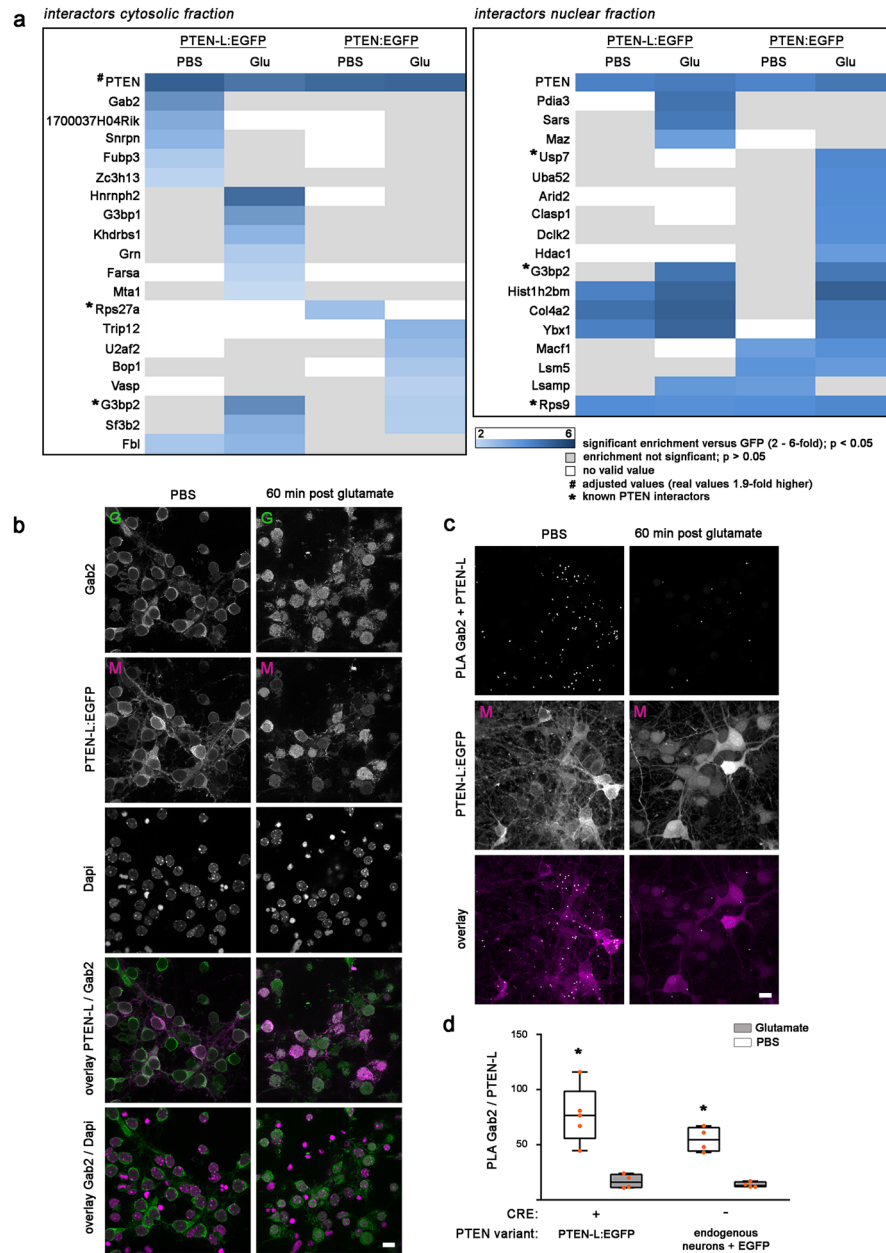 a
interactors cytosolic fraction
PTEN-L:EGFP PTEN:EGFP
PBS Glu PBS Glu
#PTEN
Gab2
1700037H04Rik
Snrpn
Fubp3
Zc3h13
Hnrnph2
G3bp1
Khdrbs1
Grn
Farsa
Mta1
*Rps27a
Trip12
U2af2
Bop1
Vasp
*G3bp2
Sf3b2
Fbl
interactors nuclear fraction
PTEN-L:EGFP PTEN:EGFP
PBS Glu PBS Glu
PTEN
Pdia3
Sars
Maz
*Usp7
Uba52
Arid2
Clasp1
Dclk2
Hdac1
*G3bp2
Hist1h2bm
Col4a2
Ybx1
Macf1
Lsm5
Lsamp
*Rps9
2 6
significant enrichment versus GFP (2 - 6-fold); p < 0.05
enrichment not signficant; p > 0.05
no valid value
# adjusted values (real values 1.9-fold higher)
* known PTEN interactors
b
PBS 60 min post glutamate
Gab2
G G
PTEN-L:EGFP
M M
Dapi
overlay PTEN-L / Gab2
overlay Gab2 / Dapi
c
PBS 60 min post glutamate
PLA Gab2 + PTEN-L
PTEN-L:EGFP
M M
overlay
d
Glutamate
PBS
PLA Gab2 / PTEN-L
150
100
50
* *
CRE: + -
PTEN variant: PTEN-L:EGFP endogenous
neurons + EGFP